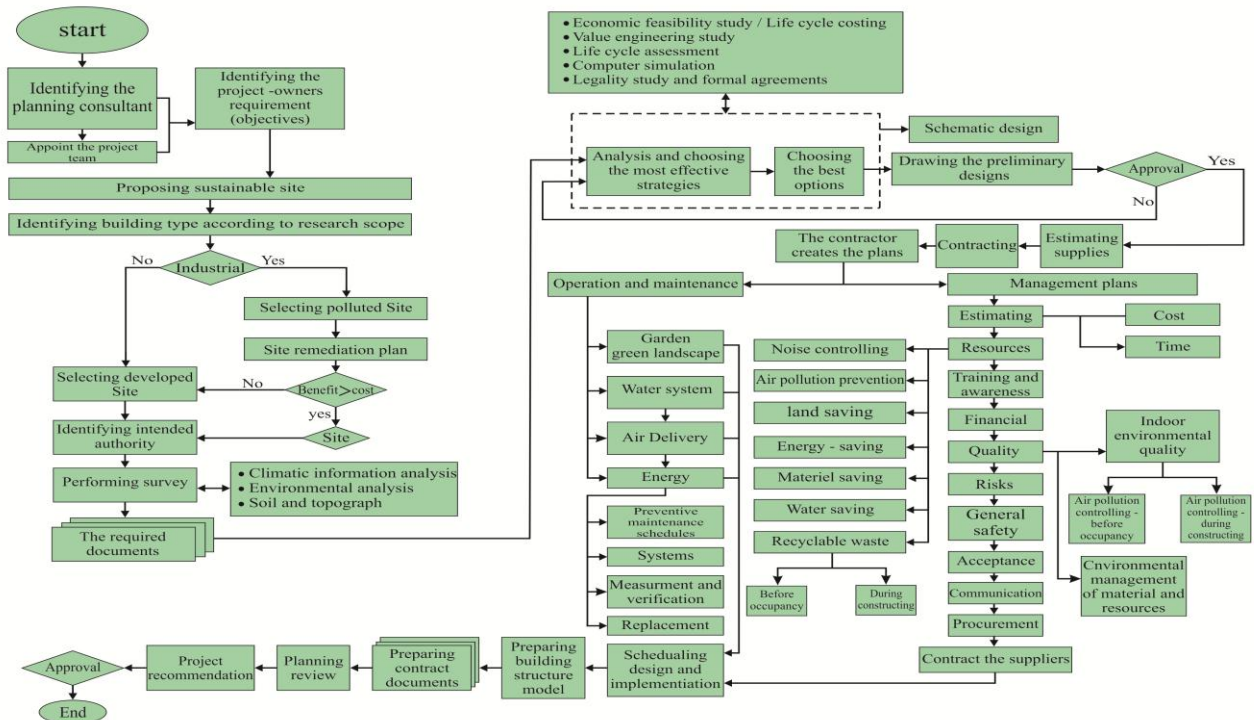 start
Identifying the
planning consultant
Appoint the project
team
Identifying the
project -owners
requirement
(objectives)
Proposing sustainable site
Identifying building type according to research scope
No
Industrial
Yes
Selecting polluted Site
Site remediation plan
Selecting developed
Site
No
Benefit>cost
yes
Identifying intended
authority
Site
Performing survey
• Climatic information analysis
• Environmental analysis
• Soil and topograph
The required
documents
• Economic feasibility study / Life cycle costing
• Value engineering study
• Life cycle assessment
• Computer simulation
• Legality study and formal agreements
Schematic design
Analysis and choosing
the most effective
strategies
Choosing
the best
options
Drawing the preliminary
designs
Approval
Yes
No
Estimating
supplies
Contracting
The contractor
creates the plans
Operation and maintenance
Management plans
Garden
green landscape
Water system
Air Delivery
Energy
Preventive
maintenance
schedules
Systems
Measurment and
verification
Replacement
Noise controlling
Air pollution prevention
land saving
Energy - saving
Materiel saving
Water saving
Recyclable waste
Before
occupancy
During
constructing
Estimating
Cost
Time
Resources
Training and
awareness
Financial
Quality
Risks
General
safety
Acceptance
Communication
Procurement
Contract the suppliers
Indoor
environmental
quality
Air pollution
controlling -
before
occupancy
Air pollution
controlling -
during
constructing
Cnvironmental
management
of material and
resources
Schedualing
design and
implementiation
Preparing
building
structure
model
Preparing
contract
documents
Planning
review
Project
recommendation
Approval
End